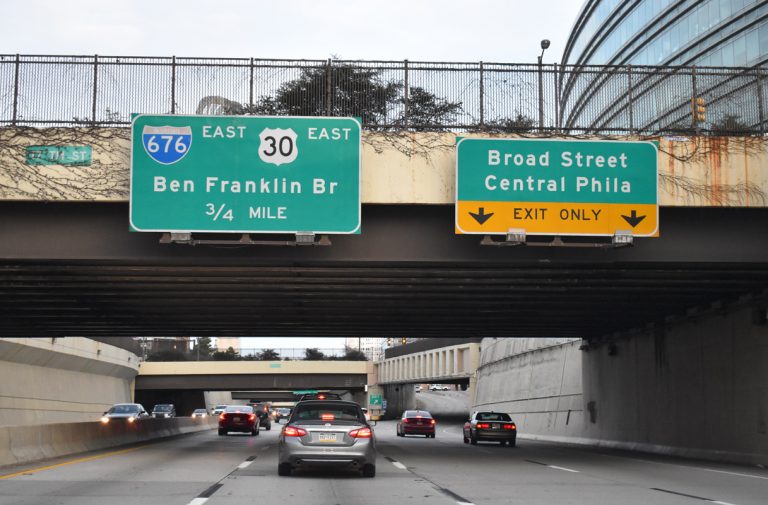 EAST EAST
676 30
Ben Franklin Br
3/4 MILE
Broad Street
Central Phila
EXIT ONLY